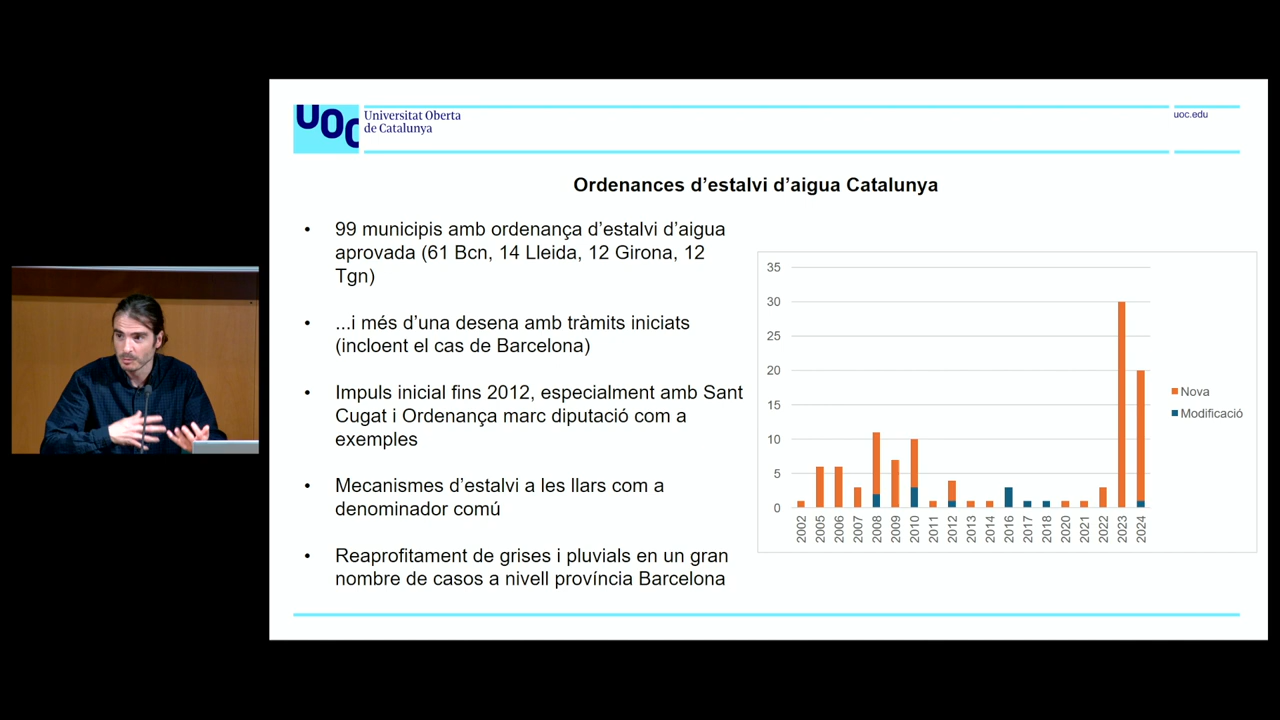 UOC
Universitat Oberta
de Catalunya
uoc.edu
Ordenances d’estalvi d’aigua Catalunya
• 99 municipis amb ordenança d’estalvi d’aigua
aprovada (61 Bcn, 14 Lleida, 12 Girona, 12
Tgn)
• ...i més d’una desena amb tràmits iniciats
(incloent el cas de Barcelona)
• Impuls inicial fins 2012, especialment amb Sant
Cugat i Ordenança marc diputació com a
exemples
• Mecanismes d’estalvi a les llars com a
denominador comú
• Reaprofitament de grises i pluvials en un gran
nombre de casos a nivell província Barcelona
35
30
25
20
15
10
5
0
2002
2005
2006
2007
2008
2009
2010
2011
2012
2013
2014
2016
2017
2018
2020
2021
2022
2023
2024
Nova
Modificació